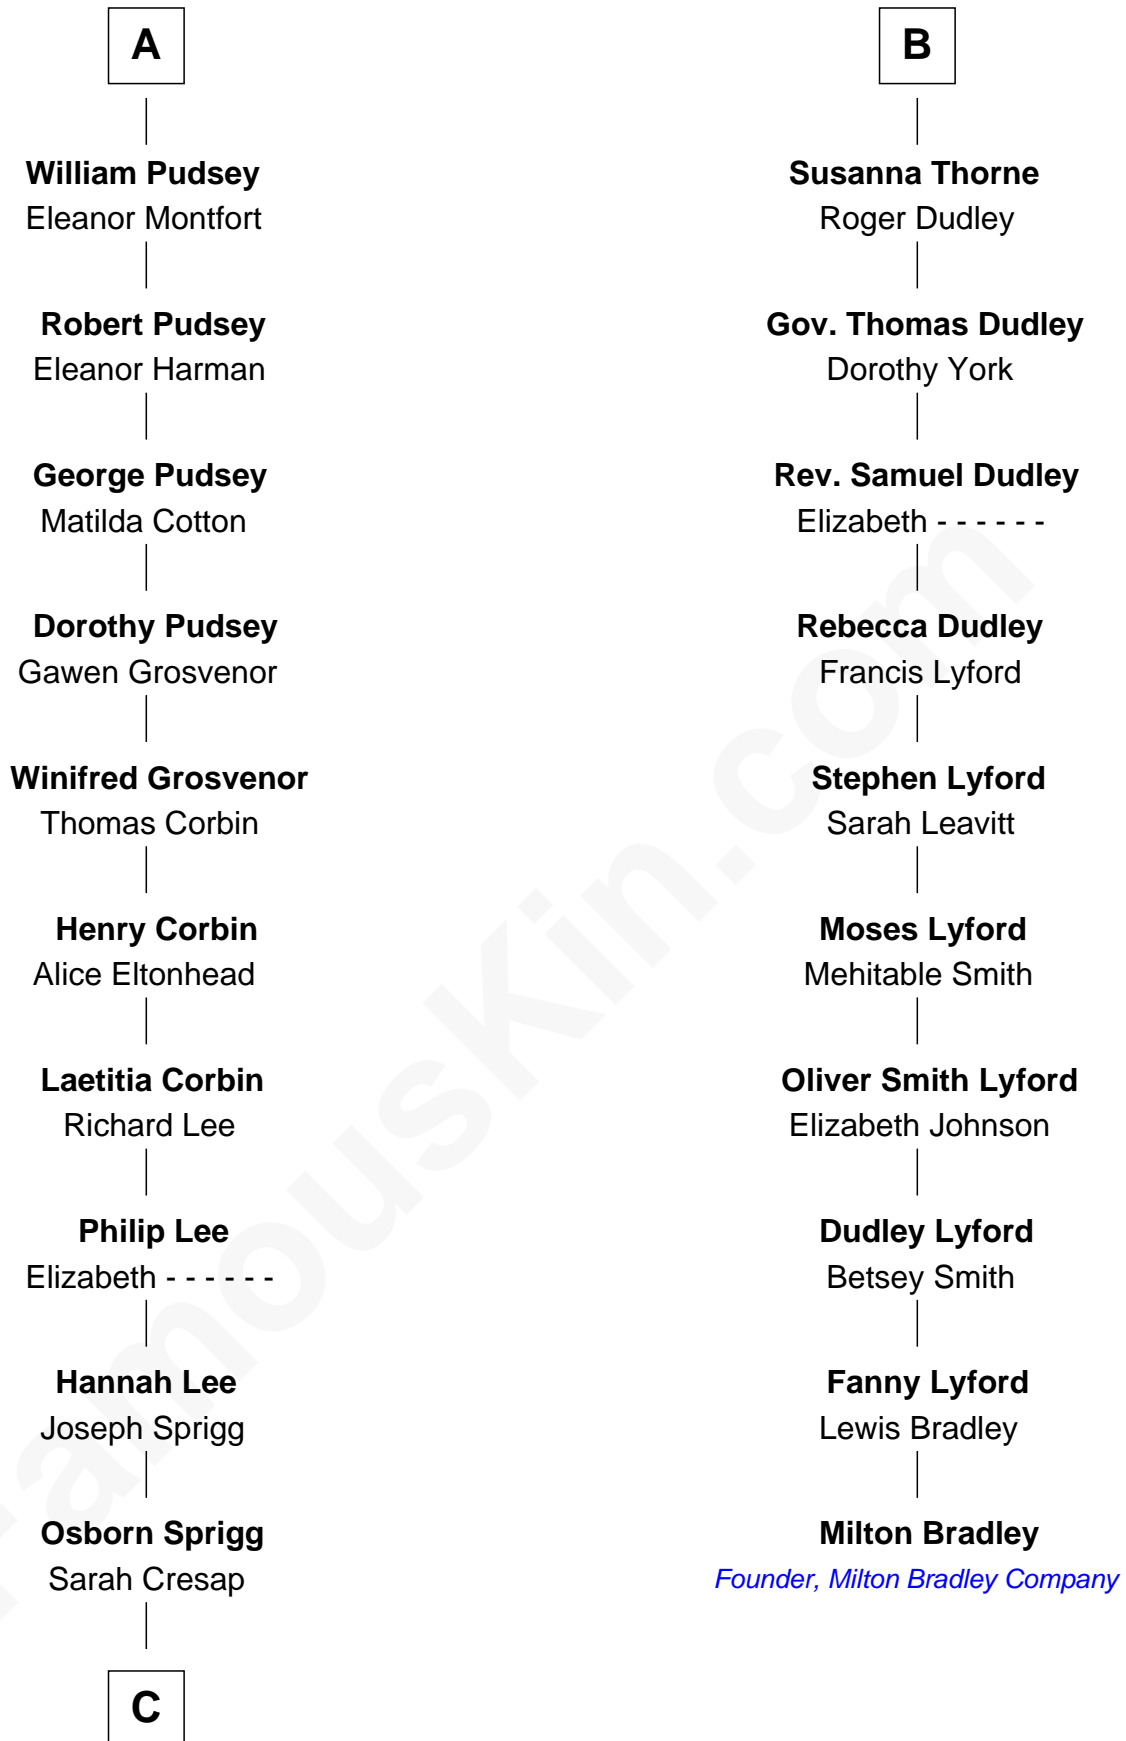 A
William Pudsey
Eleanor Montfort
Robert Pudsey
Eleanor Harman
George Pudsey
Matilda Cotton
Dorothy Pudsey
Gawen Grosvenor
Winifred Grosvenor
Thomas Corbin
Henry Corbin
Alice Eltonhead
Laetitia Corbin
Richard Lee
Philip Lee
Elizabeth - - - - - -
Hannah Lee
Joseph Sprigg
Osborn Sprigg
Sarah Cresap
C
B
Susanna Thorne
Roger Dudley
Gov. Thomas Dudley
Dorothy York
Rev. Samuel Dudley
Elizabeth - - - - - -
Rebecca Dudley
Francis Lyford
Stephen Lyford
Sarah Leavitt
Moses Lyford
Mehitable Smith
Oliver Smith Lyford
Elizabeth Johnson
Dudley Lyford
Betsey Smith
Fanny Lyford
Lewis Bradley
Milton Bradley
Founder, Milton Bradley Company
FamousKin.com